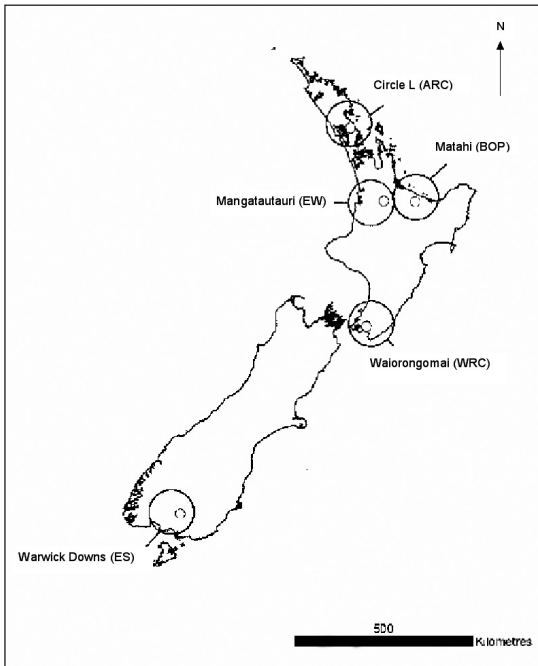 N
Circle L (ARC)
Matahi (BOP)
Mangatautauri (EW)
Waiorongomai (WRC)
Warwick Downs (ES)
500
Kilometres